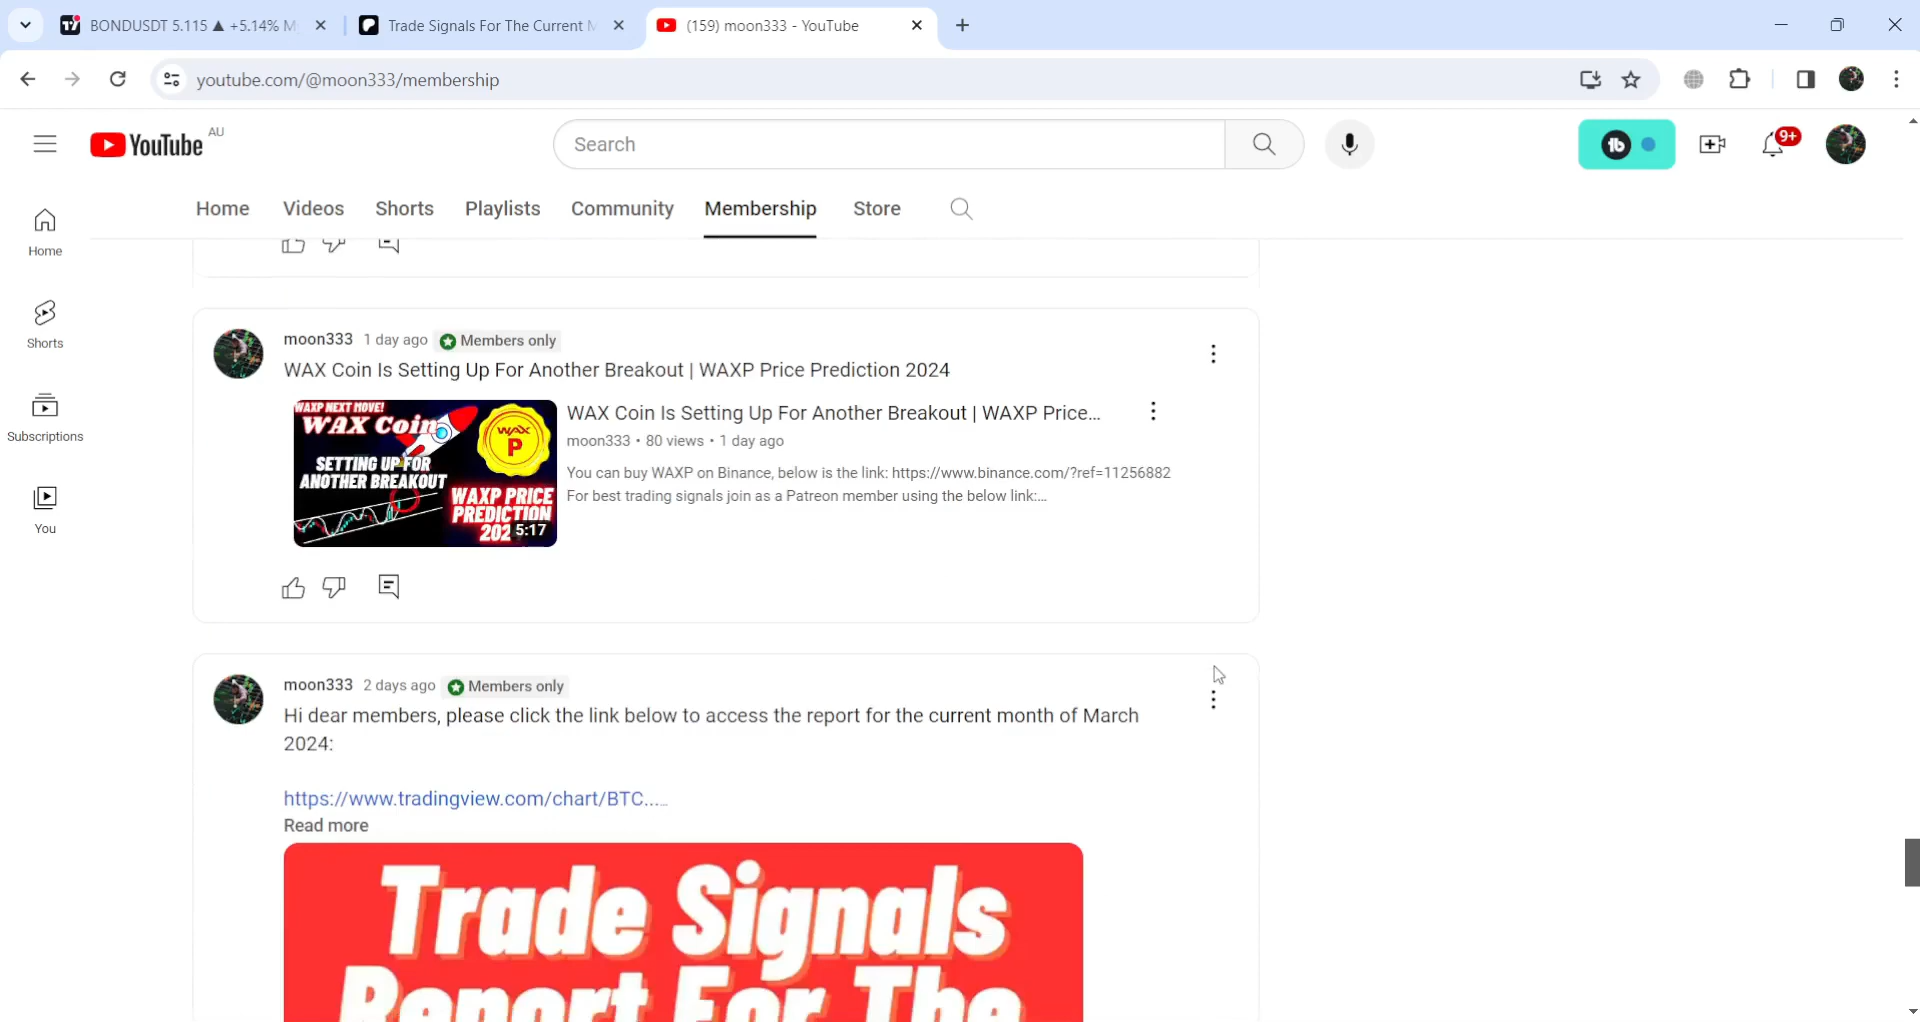 BONDUSDT 5.115 ▲ +5.14%
Trade Signals For The Current
(159) moon333 - YouTube
youtube.com/@moon333/membership
YouTube AU
Search
9+
Home
Videos
Shorts
Playlists
Community
Membership
Store
Home
Shorts
Subscriptions
You
moon333 1 day ago Members only
WAX Coin Is Setting Up For Another Breakout | WAXP Price Prediction 2024
WAXP NEXT MOVE!
WAX Coin
WAX
P
SETTING UP FOR
ANOTHER BREAKOUT
WAXP PRICE
PREDICTION
202
5:17
WAX Coin Is Setting Up For Another Breakout | WAXP Price...
moon333 • 80 views • 1 day ago
You can buy WAXP on Binance, below is the link: https://www.binance.com/?ref=11256882
For best trading signals join as a Patreon member using the below link:...
moon333 2 days ago Members only
Hi dear members, please click the link below to access the report for the current month of March
2024:
https://www.tradingview.com/chart/BTC....
Read more
Trade Signals
Report For The